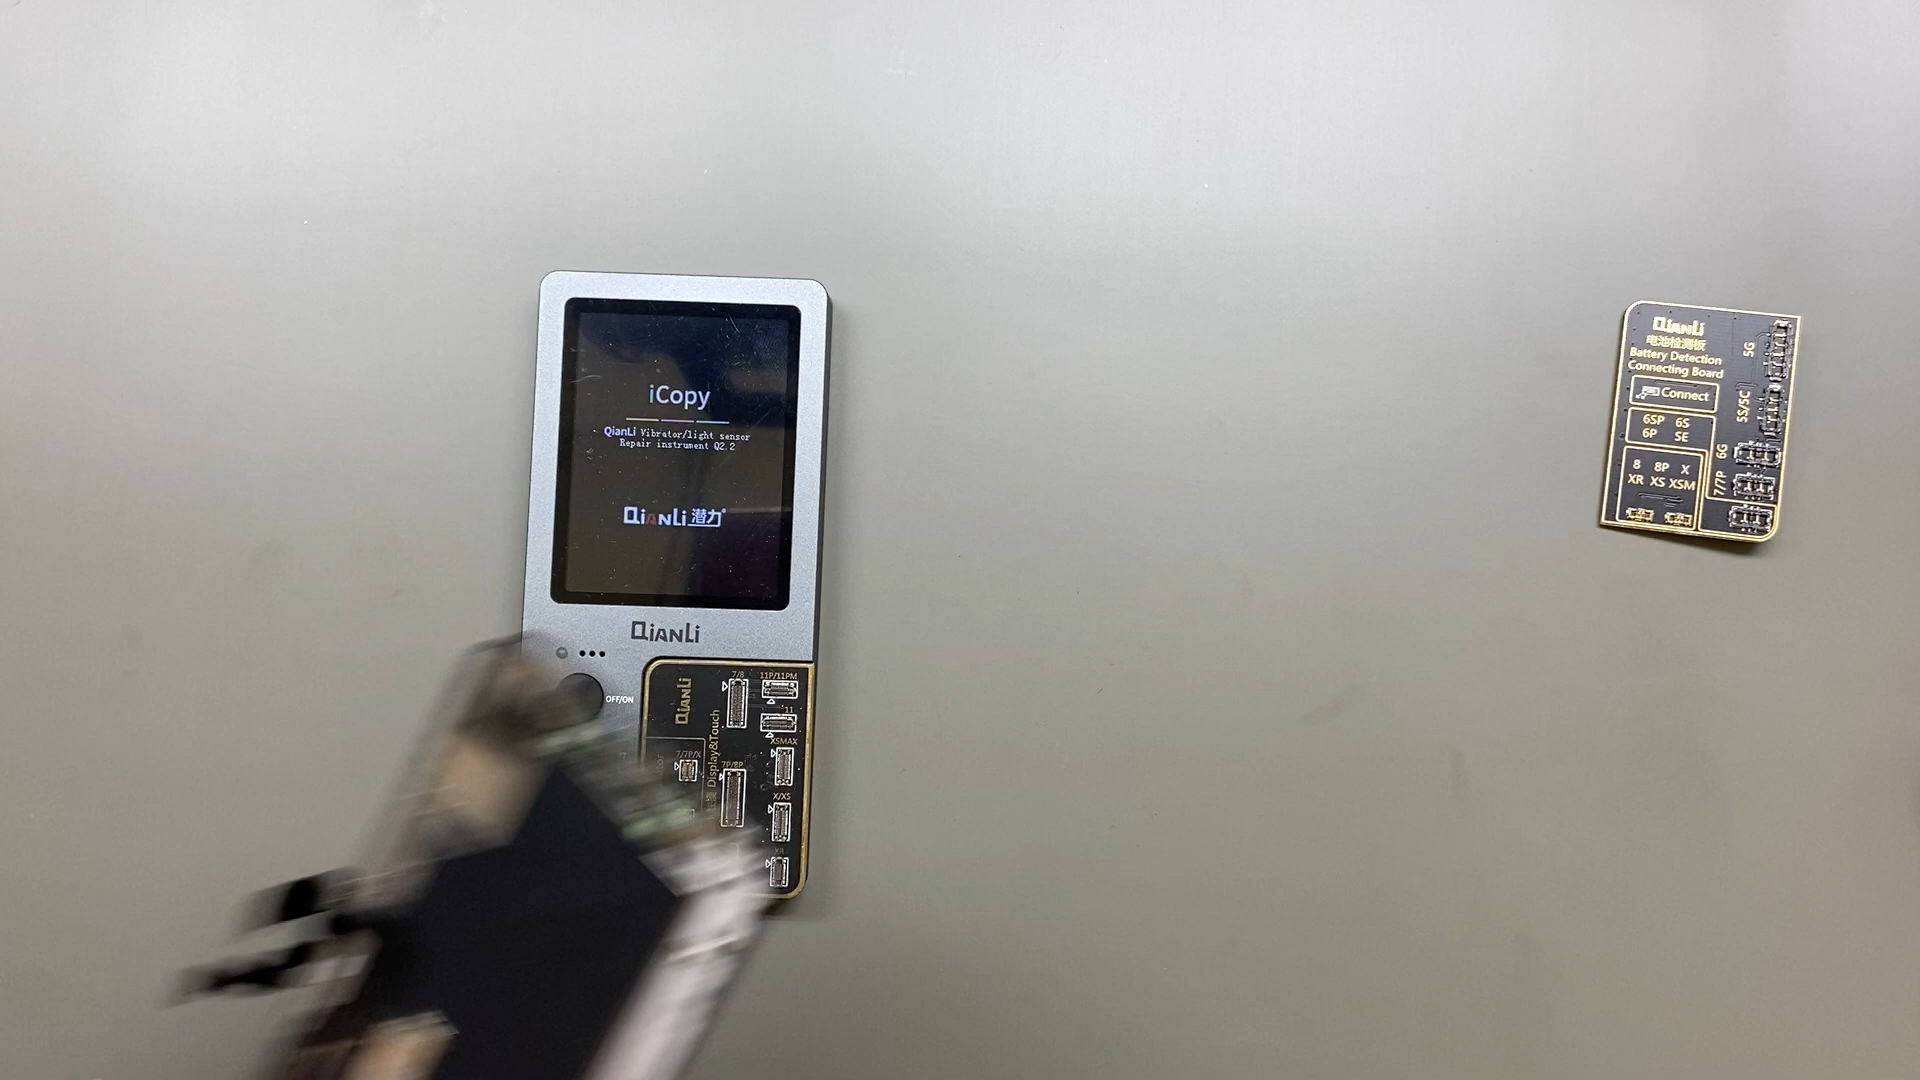 iCopy
QianLi Vibrator/light sensor
Repair instrument Q2.2
QIANLI 潜力
QIANLI
OFF/ON
QIANLI
7/8
11P/11PM
11
Display&Touch
XSMAX
7/7P/X
7P/8P
X/XS
XR
QIANLI
电池检测板
Battery Detection
Connecting Board
Connect
6SP 6S
6P SE
8 8P X
XR XS XSM
5G
5S/5C
6G
7/7P